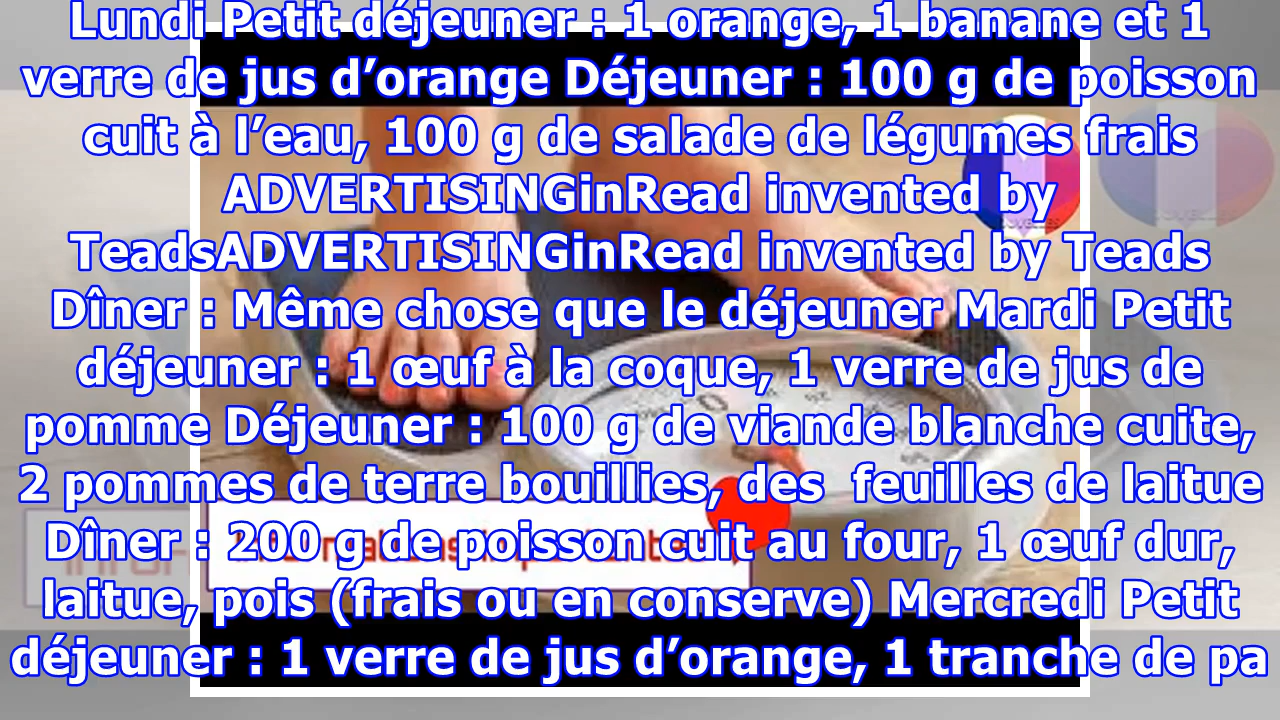 Lundi Petit déjeuner : 1 orange, 1 banane et 1
verre de jus d’orange Déjeuner : 100 g de poisson
cuit à l’eau, 100 g de salade de légumes frais
ADVERTISINGinRead invented by
TeadsADVERTISINGinRead invented by Teads
Dîner : Même chose que le déjeuner Mardi Petit
déjeuner : 1 œuf à la coque, 1 verre de jus de
pomme Déjeuner : 100 g de viande blanche cuite,
2 pommes de terre bouillies, des  feuilles de laitue
Dîner : 200 g de poisson cuit au four, 1 œuf dur,
laitue, pois (frais ou en conserve) Mercredi Petit
déjeuner : 1 verre de jus d’orange, 1 tranche de pa